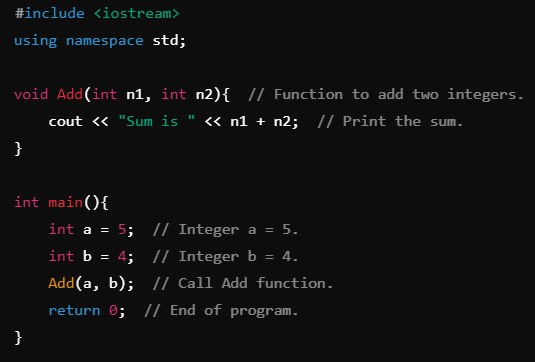 #include <iostream>
using namespace std;

void Add(int n1, int n2){  // Function to add two integers.
    cout << "Sum is " << n1 + n2;  // Print the sum.
}

int main(){
    int a = 5;  // Integer a = 5.
    int b = 4;  // Integer b = 4.
    Add(a, b);  // Call Add function.
    return 0;  // End of program.
}